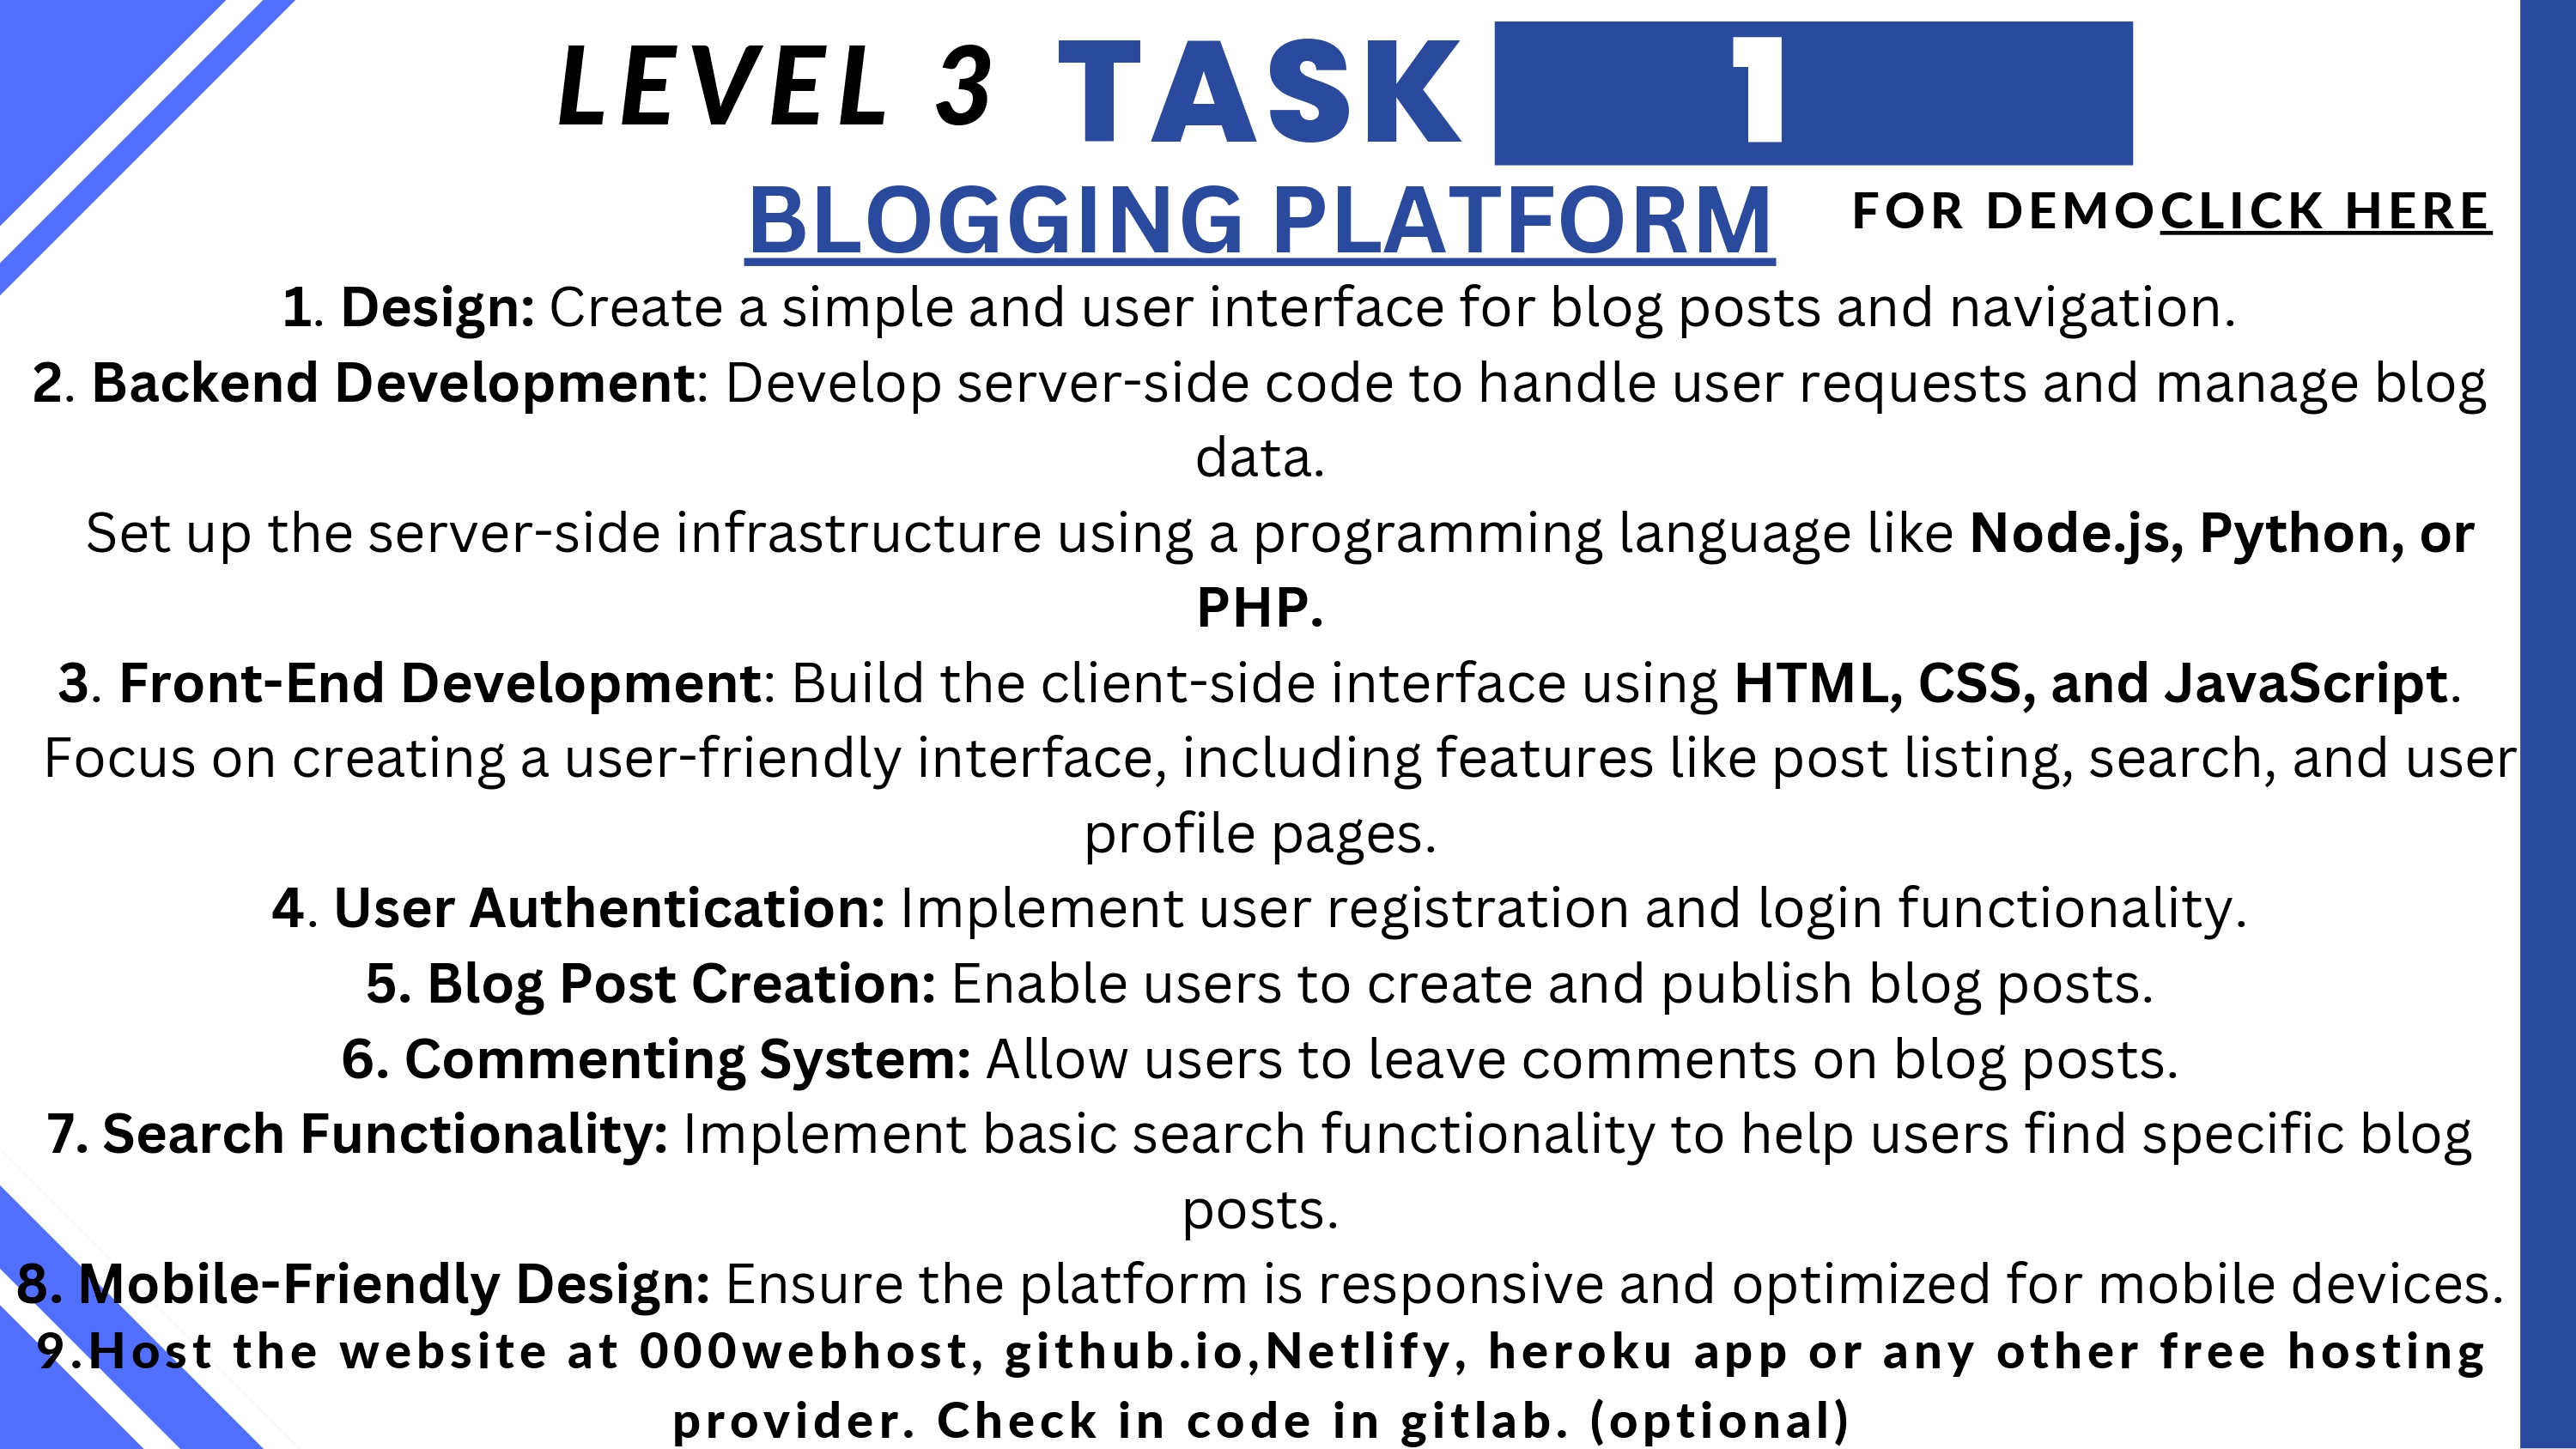 LEVEL 3 TASK 1
BLOGGING PLATFORM FOR DEMOCLICK HERE
1. Design: Create a simple and user interface for blog posts and navigation.
2. Backend Development: Develop server-side code to handle user requests and manage blog
data.
Set up the server-side infrastructure using a programming language like Node.js, Python, or
PHP.
3. Front-End Development: Build the client-side interface using HTML, CSS, and JavaScript.
Focus on creating a user-friendly interface, including features like post listing, search, and user
profile pages.
4. User Authentication: Implement user registration and login functionality.
5. Blog Post Creation: Enable users to create and publish blog posts.
6. Commenting System: Allow users to leave comments on blog posts.
7. Search Functionality: Implement basic search functionality to help users find specific blog
posts.
8. Mobile-Friendly Design: Ensure the platform is responsive and optimized for mobile devices.
9.Host the website at 000webhost, github.io,Netlify, heroku app or any other free hosting
provider. Check in code in gitlab. (optional)